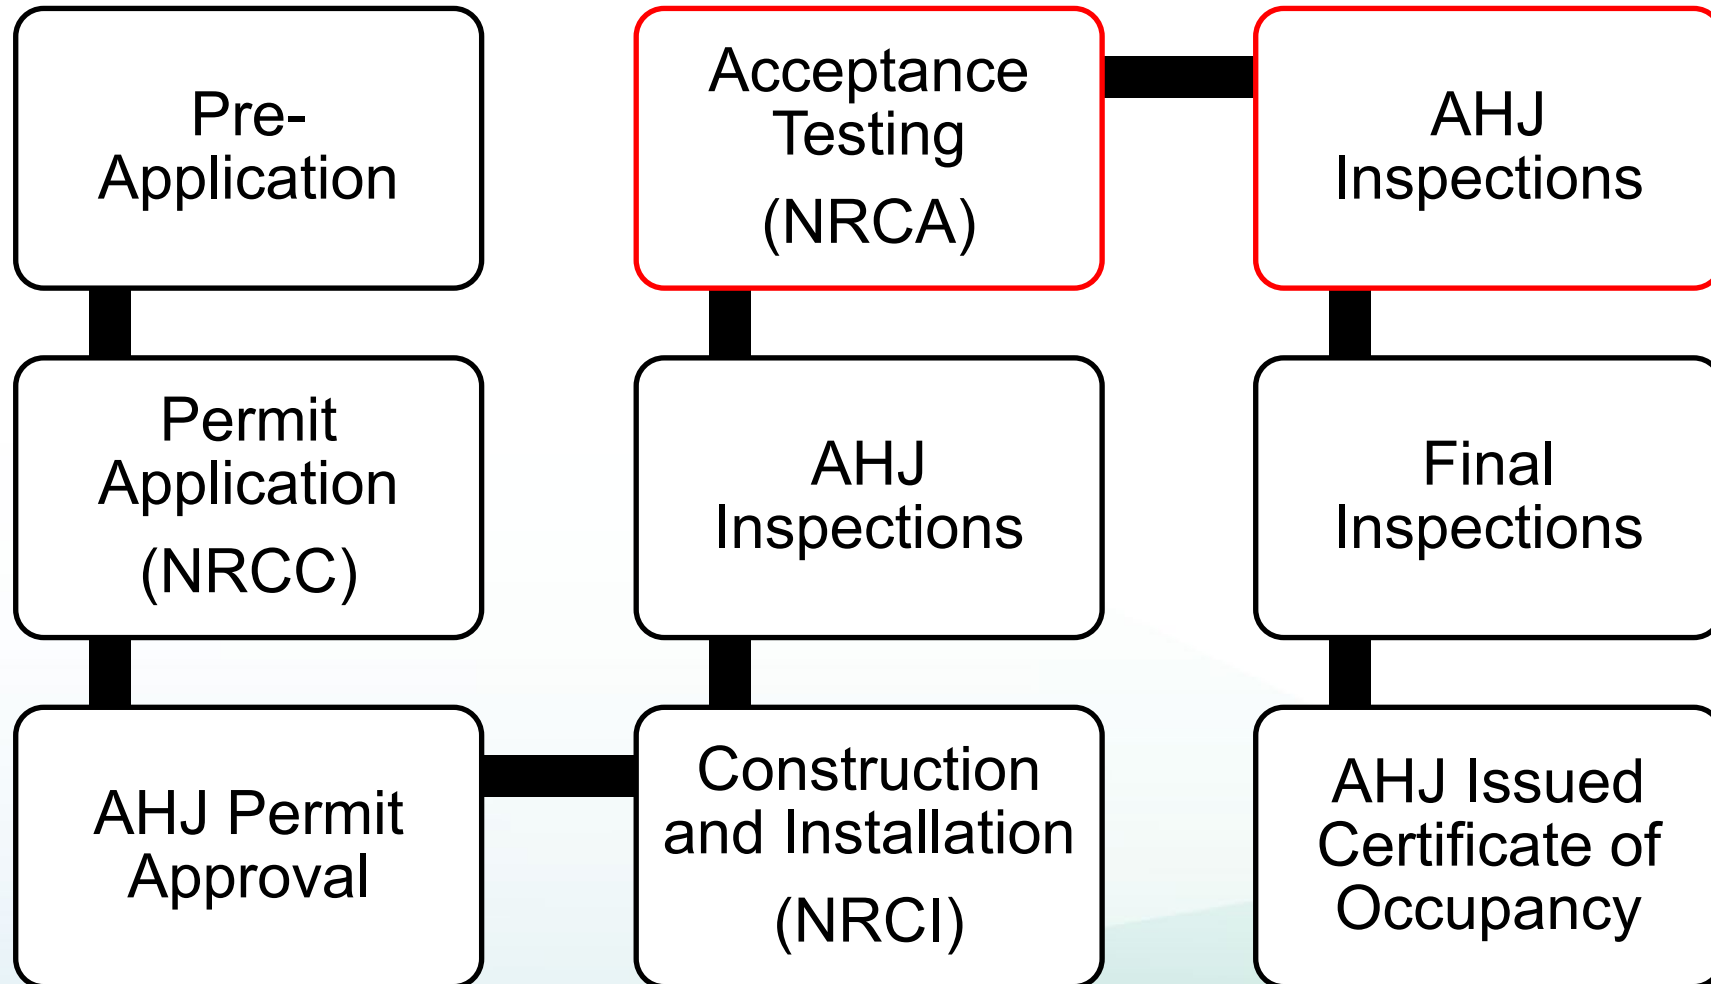 Pre-
Application
Permit
Application
(NRCC)
AHJ Permit
Approval
Construction
and Installation
(NRCI)
AHJ
Inspections
Acceptance
Testing
(NRCA)
AHJ
Inspections
Final
Inspections
AHJ Issued
Certificate of
Occupancy